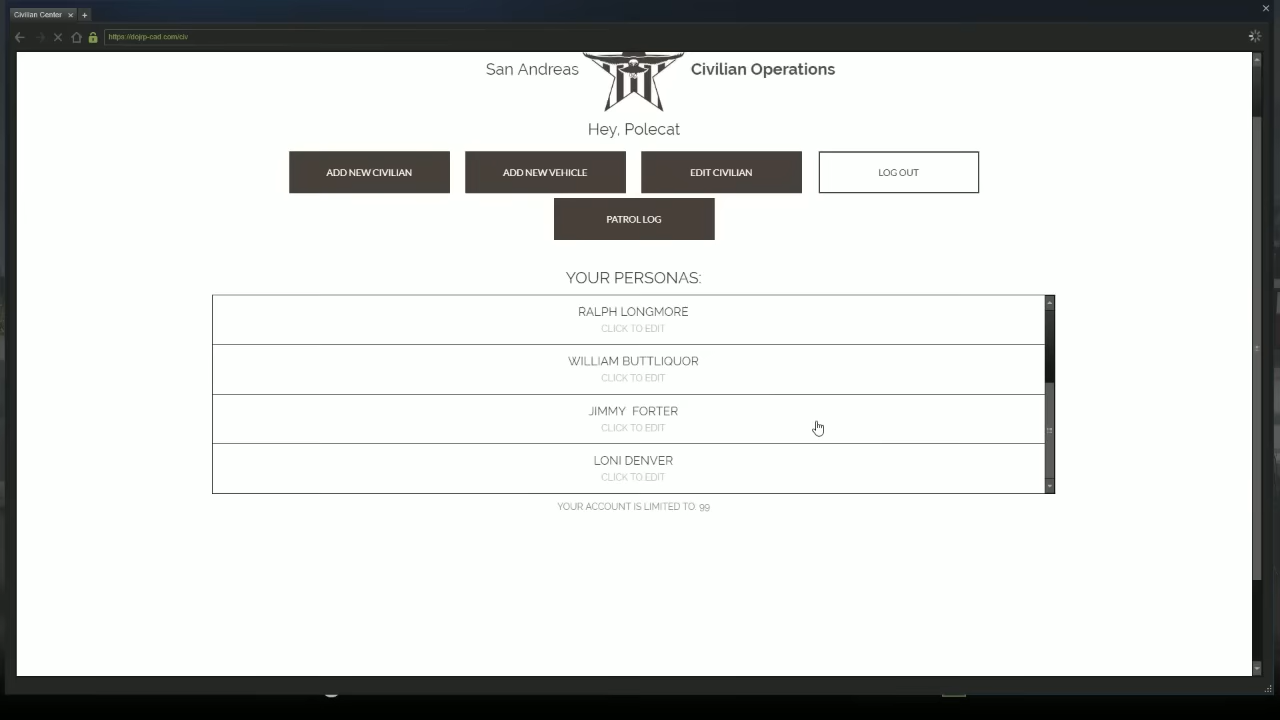 Civilian Center
https://dojrp-cad.com/civ
San Andreas Civilian Operations
Hey, Polecat
ADD NEW CIVILIAN
ADD NEW VEHICLE
EDIT CIVILIAN
LOG OUT
PATROL LOG
YOUR PERSONAS:
RALPH LONGMORE
CLICK TO EDIT
WILLIAM BUTTLIQUOR
CLICK TO EDIT
JIMMY FORTER
CLICK TO EDIT
LONI DENVER
CLICK TO EDIT
YOUR ACCOUNT IS LIMITED TO: 99